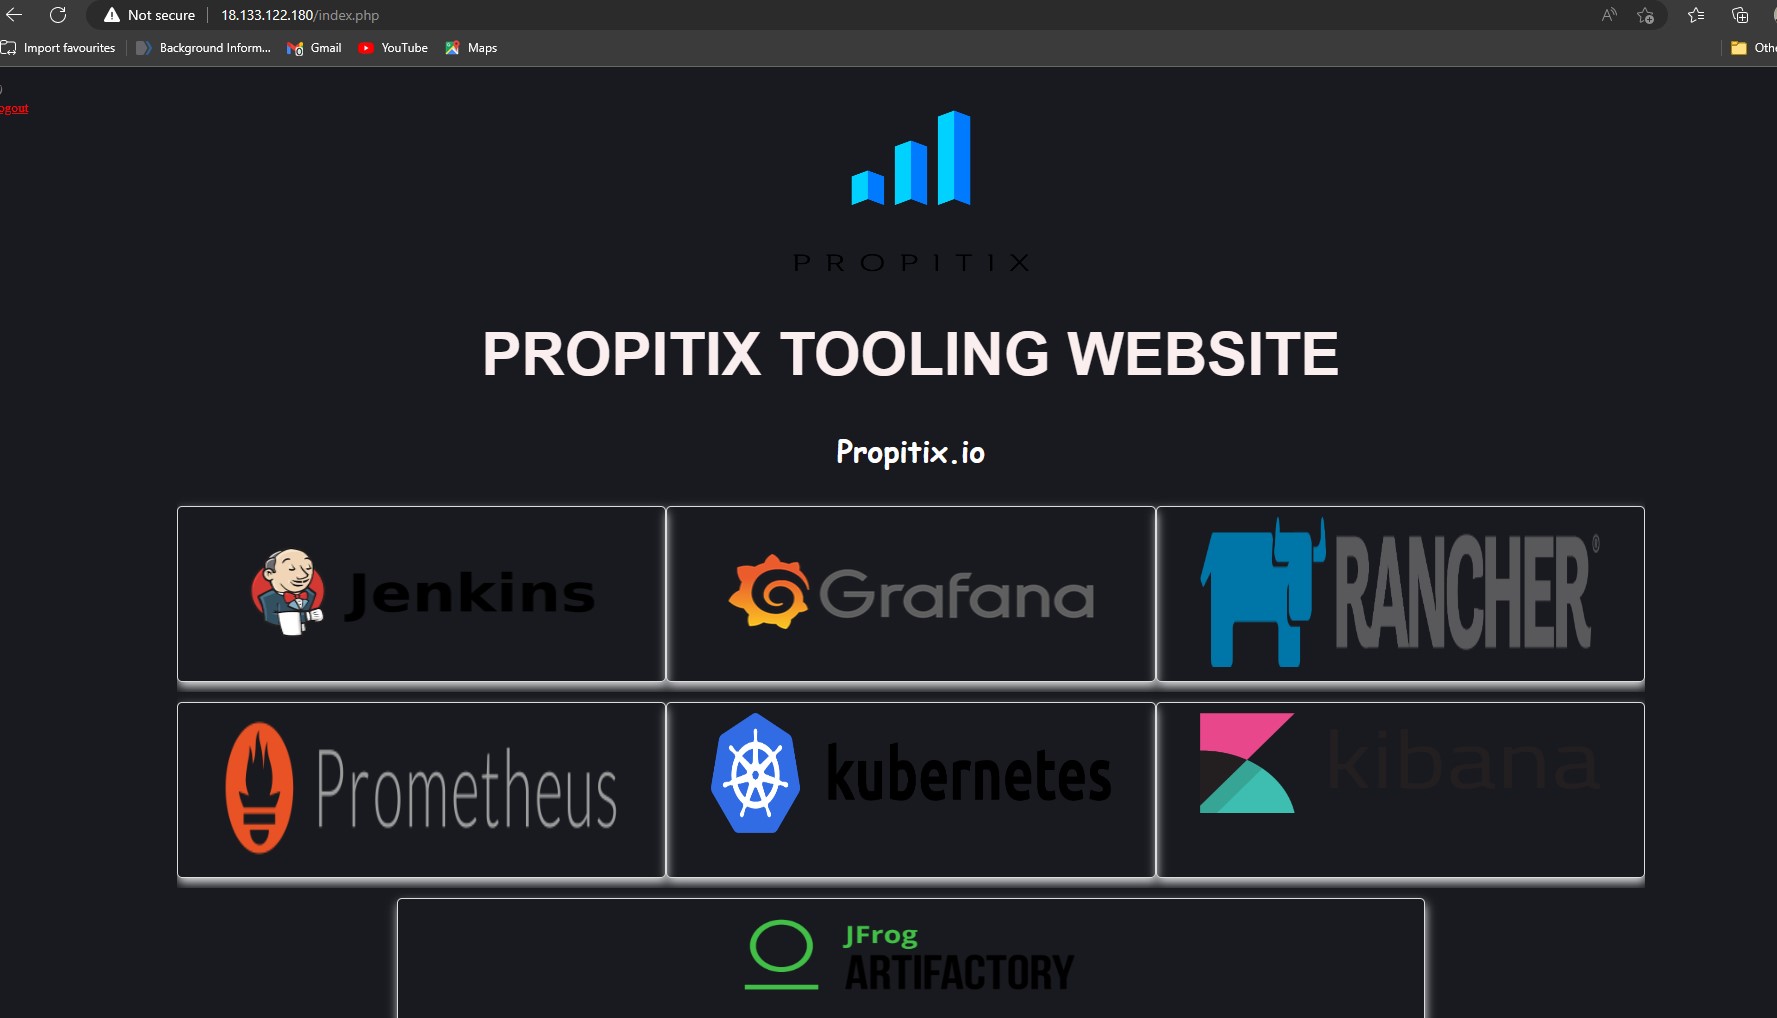 Not secure 18.133.122.180/index.php
Import favourites Background Inform... Gmail YouTube Maps Othe
)
ogout
PROPITIX
PROPITIX TOOLING WEBSITE
Propitix.io
Jenkins Grafana RANCHER®
Prometheus kubernetes kibana
JFrog
ARTIFACTORY